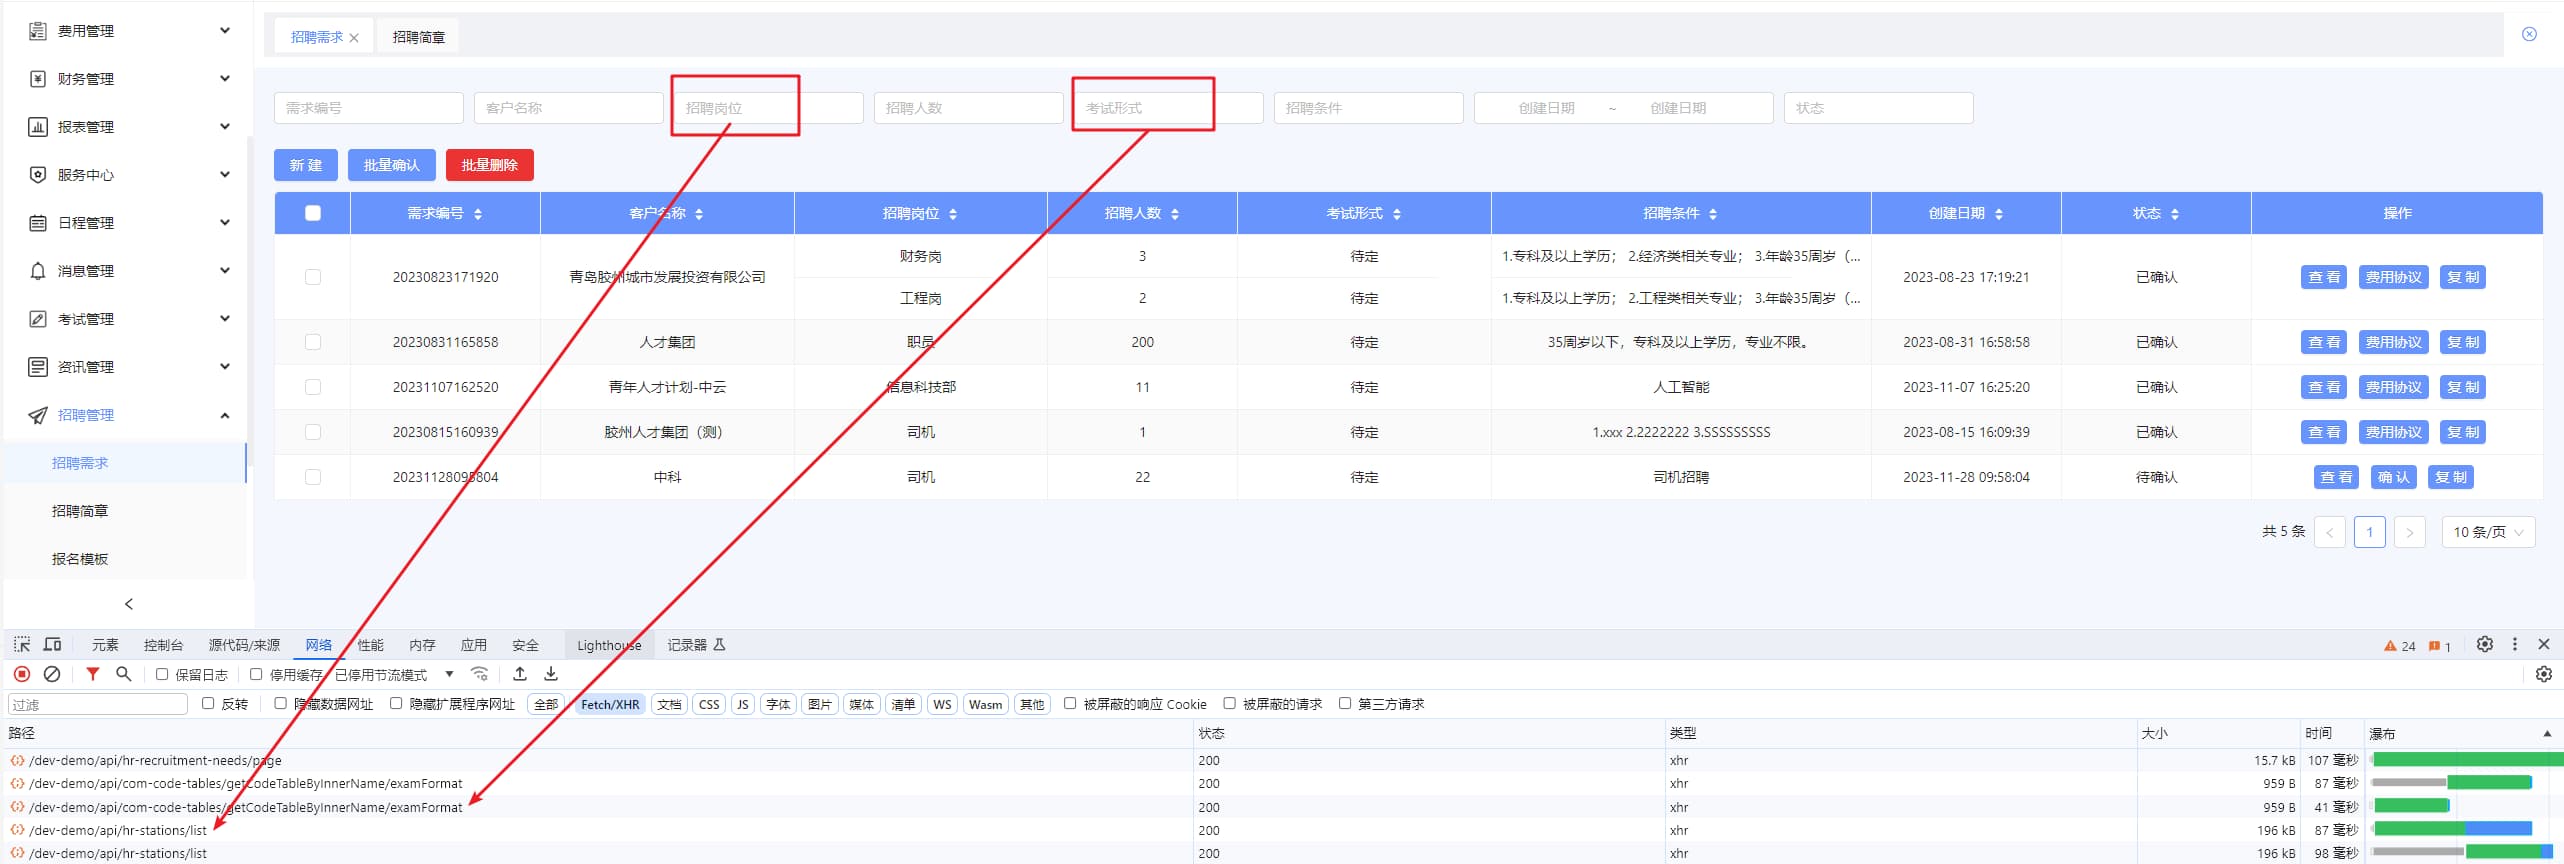 费用管理
财务管理
报表管理
服务中心
日程管理
消息管理
考试管理
资讯管理
招聘管理
招聘需求
招聘简章
报名模板
招聘需求 招聘简章
需求编号 客户名称 招聘岗位 招聘人数 考试形式 招聘条件 创建日期 ~ 创建日期 状态
新 建 批量确认 批量删除
需求编号 客户名称 招聘岗位 招聘人数 考试形式 招聘条件 创建日期 状态 操作
20230823171920 青岛胶州城市发展投资有限公司 财务岗 3 待定 1.专科及以上学历； 2.经济类相关专业； 3.年龄35周岁（... 2023-08-23 17:19:21 已确认 查 看 费用协议 复 制
工程岗 2 待定 1.专科及以上学历； 2.工程类相关专业； 3.年龄35周岁（...
20230831165858 人才集团 职员 200 待定 35周岁以下，专科及以上学历，专业不限。 2023-08-31 16:58:58 已确认 查 看 费用协议 复 制
20231107162520 青年人才计划-中云 信息科技部 11 待定 人工智能 2023-11-07 16:25:20 已确认 查 看 费用协议 复 制
20230815160939 胶州人才集团（测） 司机 1 待定 1.xxx 2.2222222 3.SSSSSSSSS 2023-08-15 16:09:39 已确认 查 看 费用协议 复 制
20231128095804 中科 司机 22 待定 司机招聘 2023-11-28 09:58:04 待确认 查 看 确 认 复 制
共 5 条 < 1 > 10 条/页
元素 控制台 源代码/来源 网络 性能 内存 应用 安全 Lighthouse 记录器 24 1
保留日志 停用缓存 已停用节流模式
过滤 反转 隐藏数据网址 隐藏扩展程序网址 全部 Fetch/XHR 文档 CSS JS 字体 图片 媒体 清单 WS Wasm 其他 被屏蔽的响应 Cookie 被屏蔽的请求 第三方请求
路径 状态 类型 大小 时间 瀑布
/dev-demo/api/hr-recruitment-needs/page 200 xhr 15.7 kB 107 毫秒
/dev-demo/api/com-code-tables/getCodeTableByInnerName/examFormat 200 xhr 959 B 87 毫秒
/dev-demo/api/com-code-tables/getCodeTableByInnerName/examFormat 200 xhr 959 B 41 毫秒
/dev-demo/api/hr-stations/list 200 xhr 196 kB 87 毫秒
/dev-demo/api/hr-stations/list 200 xhr 196 kB 98 毫秒